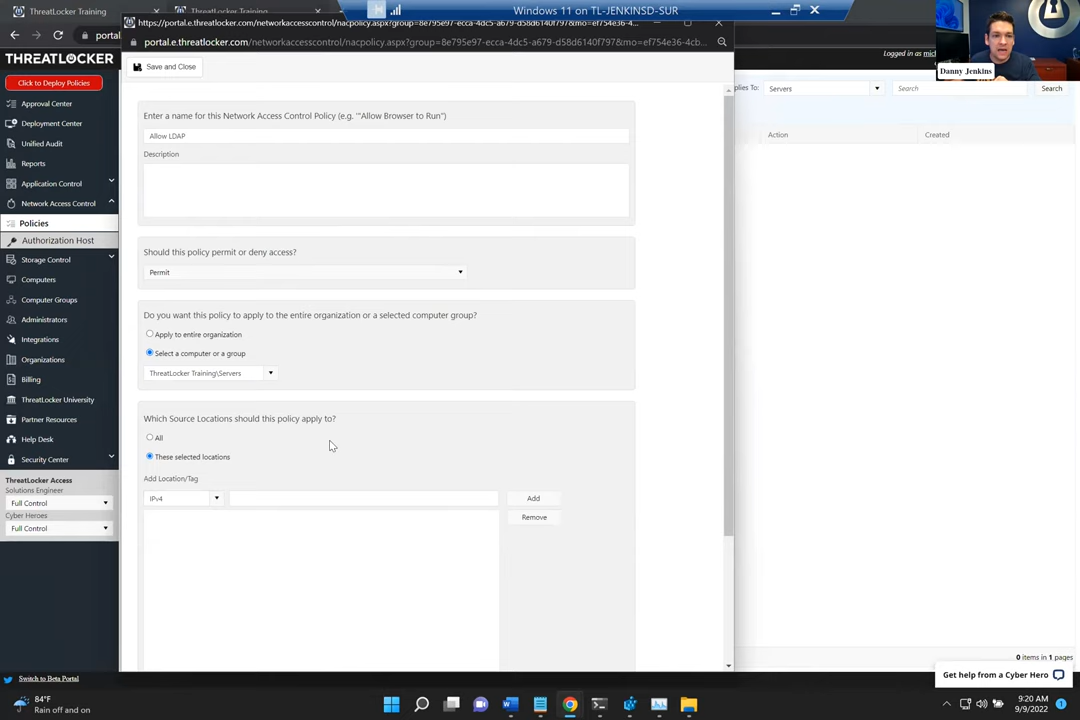 Windows 11 on TL-JENKINSD-SUR
ThreatLocker Training
ThreatLocker Training
https://portal.e.threatlocker.com/networkaccesscontrol/nacpolicy.aspx?group=8e795e97-ecca-4dc5-a679-d58d6140f797&mo=ef754e36-4c...
portal.e.threatlocker.com/networkaccesscontrol/nacpolicy.aspx?group=8e795e97-ecca-4dc5-a679-d58d6140f797&mo=ef754e36-4cb...
portal
THREATLOCKER
Logged in as mich
Danny Jenkins
Save and Close
Click to Deploy Policies
Approval Center
Deployment Center
Unified Audit
Reports
Application Control
Network Access Control
Policies
Authorization Host
Storage Control
Computers
Computer Groups
Administrators
Integrations
Organizations
Billing
ThreatLocker University
Partner Resources
Help Desk
Security Center
ThreatLocker Access
Solutions Engineer
Full Control
Cyber Heroes
Full Control
Switch to Beta Portal
Enter a name for this Network Access Control Policy (e.g. '"Allow Browser to Run")
Allow LDAP
Description
Should this policy permit or deny access?
Permit
Do you want this policy to apply to the entire organization or a selected computer group?
Apply to entire organization
Select a computer or a group
ThreatLocker Training\Servers
Which Source Locations should this policy apply to?
All
These selected locations
Add Location/Tag
IPv4
Add
Remove
plies To:
Servers
Search
Search
Action
Created
0 items in 1 pages
Get help from a Cyber Hero
84°F
Rain off and on
9:20 AM
9/9/2022
1